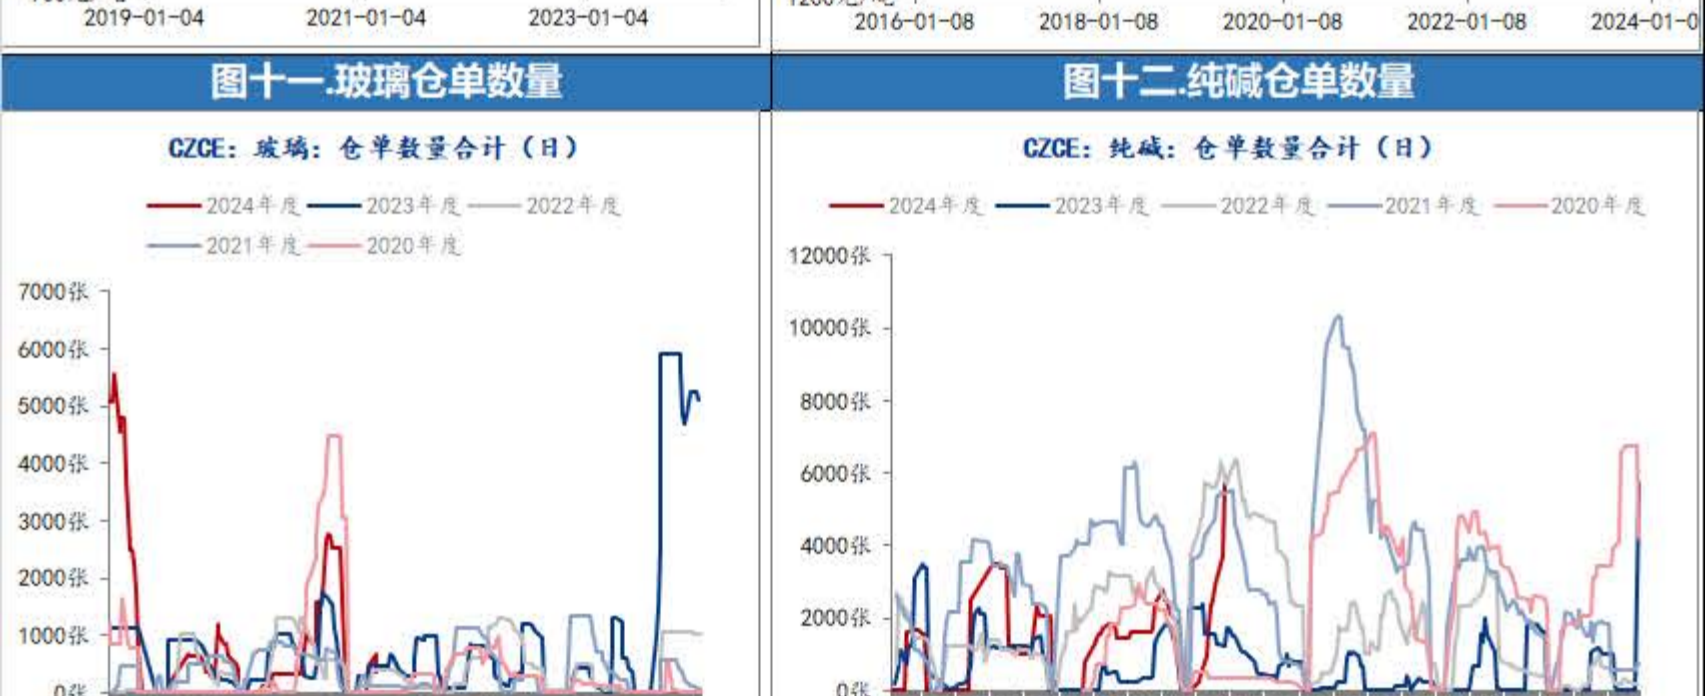 2019-01-04 2021-01-04 2023-01-04
2016-01-08 2018-01-08 2020-01-08 2022-01-08 2024-01-0
图十一.玻璃仓单数量
CZCE：玻璃：仓单数量合计（日）
2024年度 2023年度 2022年度
2021年度 2020年度
7000张
6000张
5000张
4000张
3000张
2000张
1000张
0张
图十二.纯碱仓单数量
CZCE：纯碱：仓单数量合计（日）
2024年度 2023年度 2022年度 2021年度 2020年度
12000张
10000张
8000张
6000张
4000张
2000张
0张